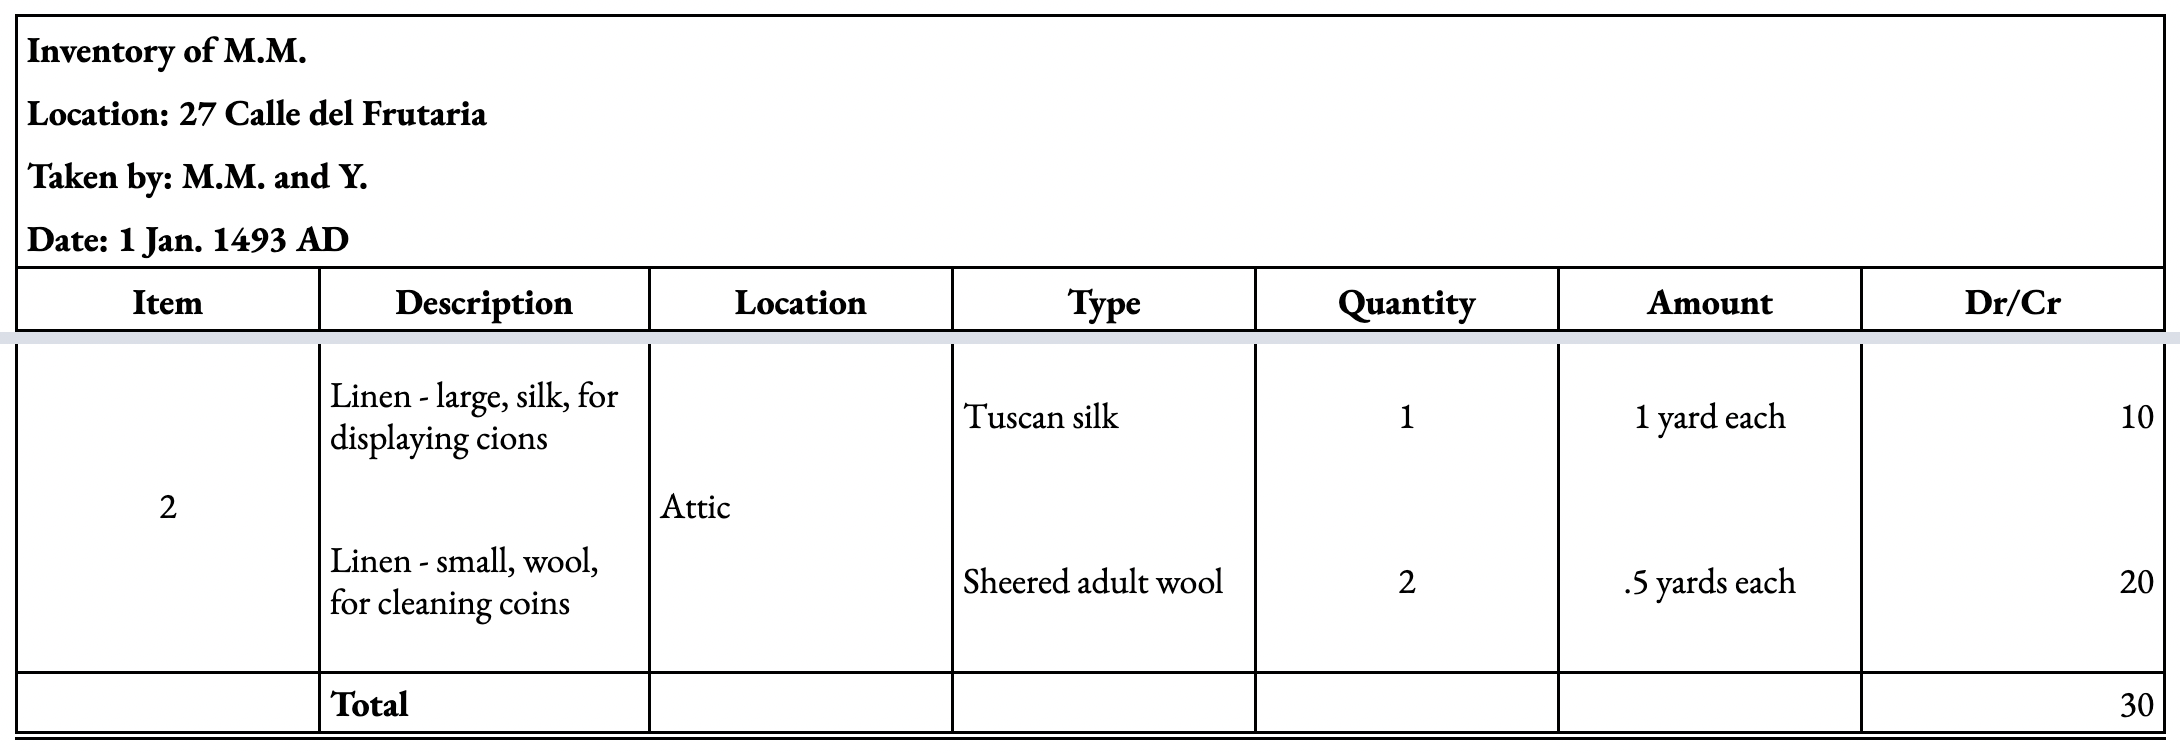 Inventory of M.M.
Location: 27 Calle del Frutaria
Taken by: M.M. and Y.
Date: 1 Jan. 1493 AD
Item Description Location Type Quantity Amount Dr/Cr
Linen - large, silk, for
displaying cions
Tuscan silk 1 1 yard each 10
2 Attic
Linen - small, wool,
for cleaning coins
Sheered adult wool 2 .5 yards each 20
Total 30